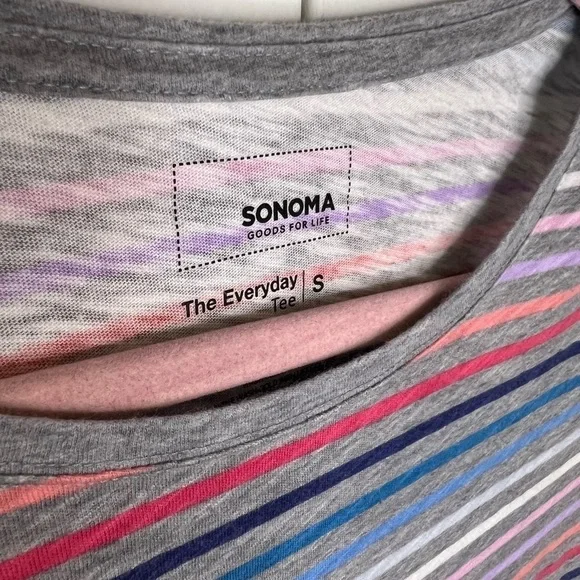 SONOMA
GOODS FOR LIFE
The Everyday | S
Tee